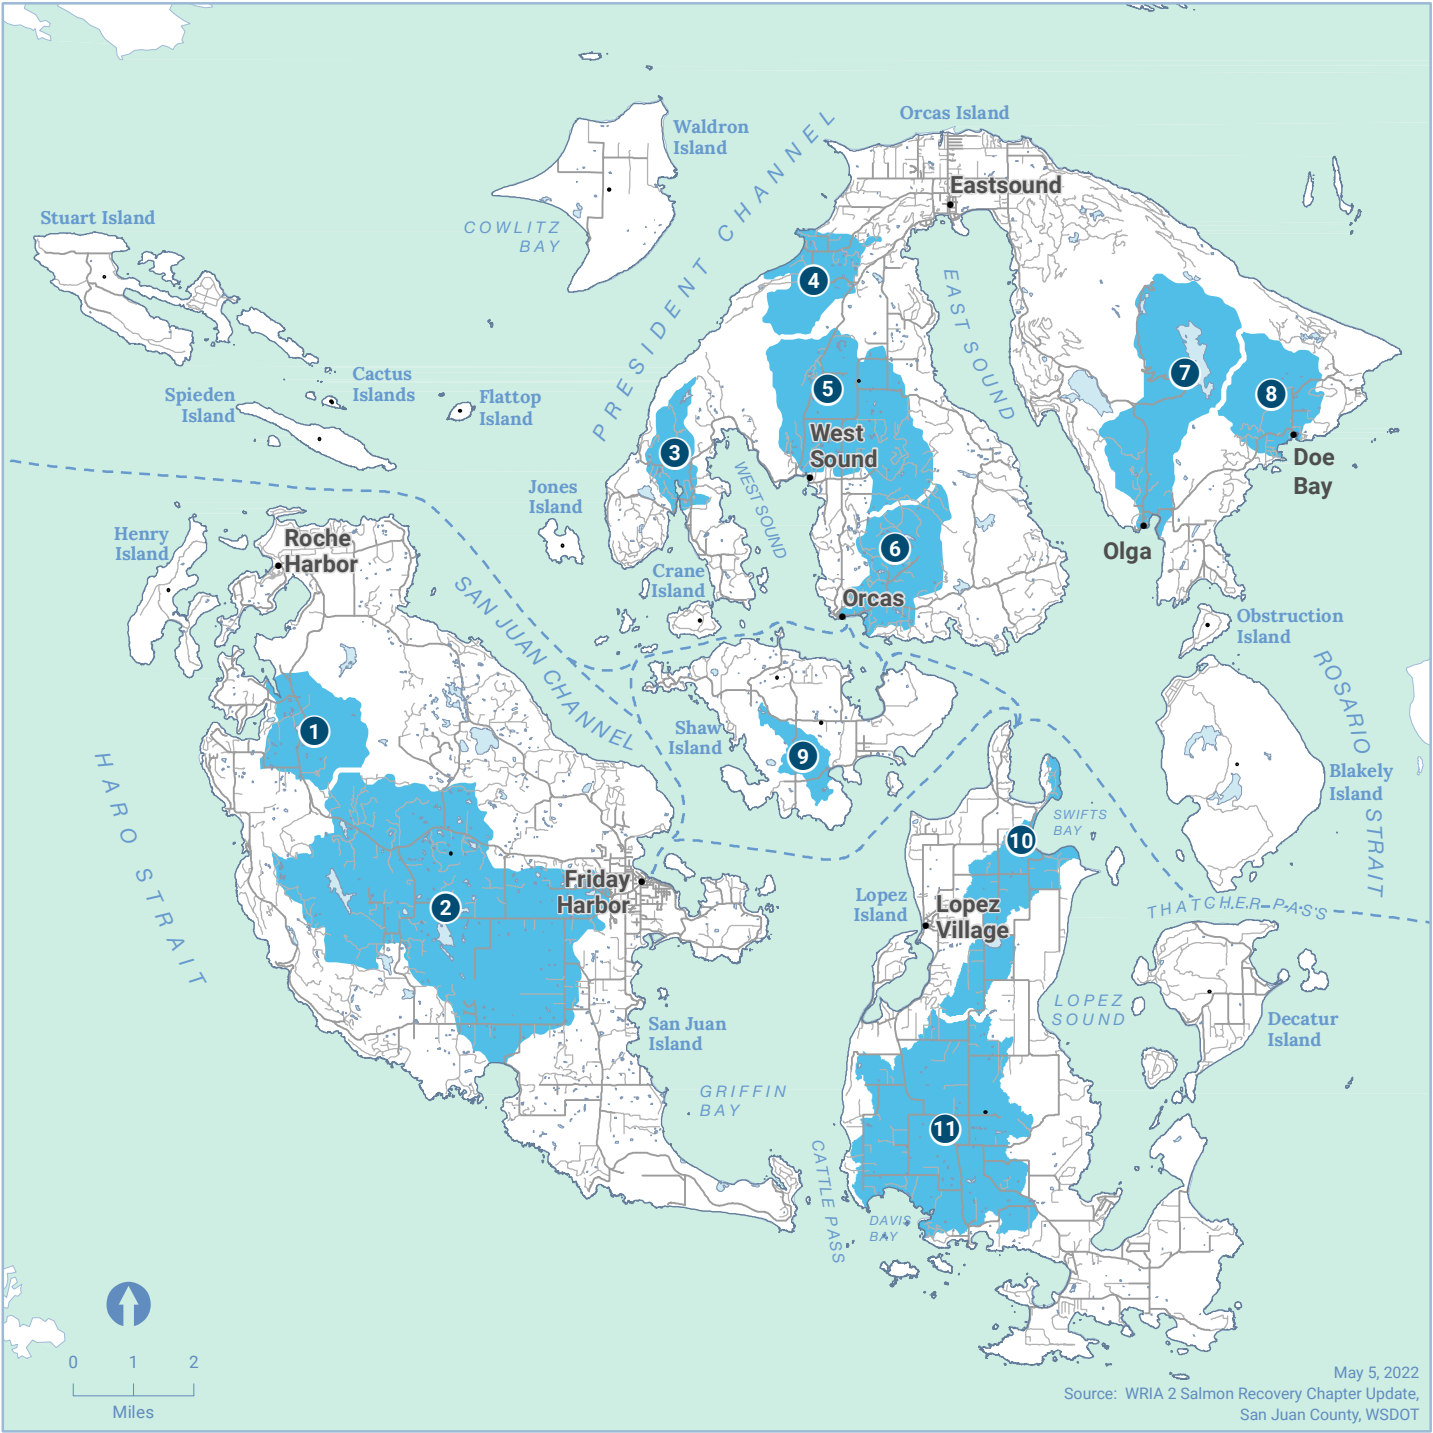 Orcas Island
Waldron
Island
PRESIDENT CHANNEL
Eastsound
Stuart Island
COWLITZ
BAY
4
EAST SOUND
Cactus
Islands
Spieden
Island
Flattop
Island
5
7
8
West
Sound
3
WEST SOUND
Doe
Bay
Jones
Island
Henry
Island
Roche
Harbor
6
Olga
Crane
Island
Orcas
SAN JUAN CHANNEL
Obstruction
Island
ROSARIO STRAIT
1
Shaw
Island
9
HARO STRAIT
Blakely
Island
SWIFTS
BAY
10
Friday
Harbor
2
Lopez
Island
Lopez
Village
THATCHER PASS
LOPEZ
SOUND
San Juan
Island
Decatur
Island
GRIFFIN
BAY
11
CATTLE PASS
DAVIS
BAY
0 1 2
Miles
May 5, 2022
Source: WRIA 2 Salmon Recovery Chapter Update,
San Juan County, WSDOT